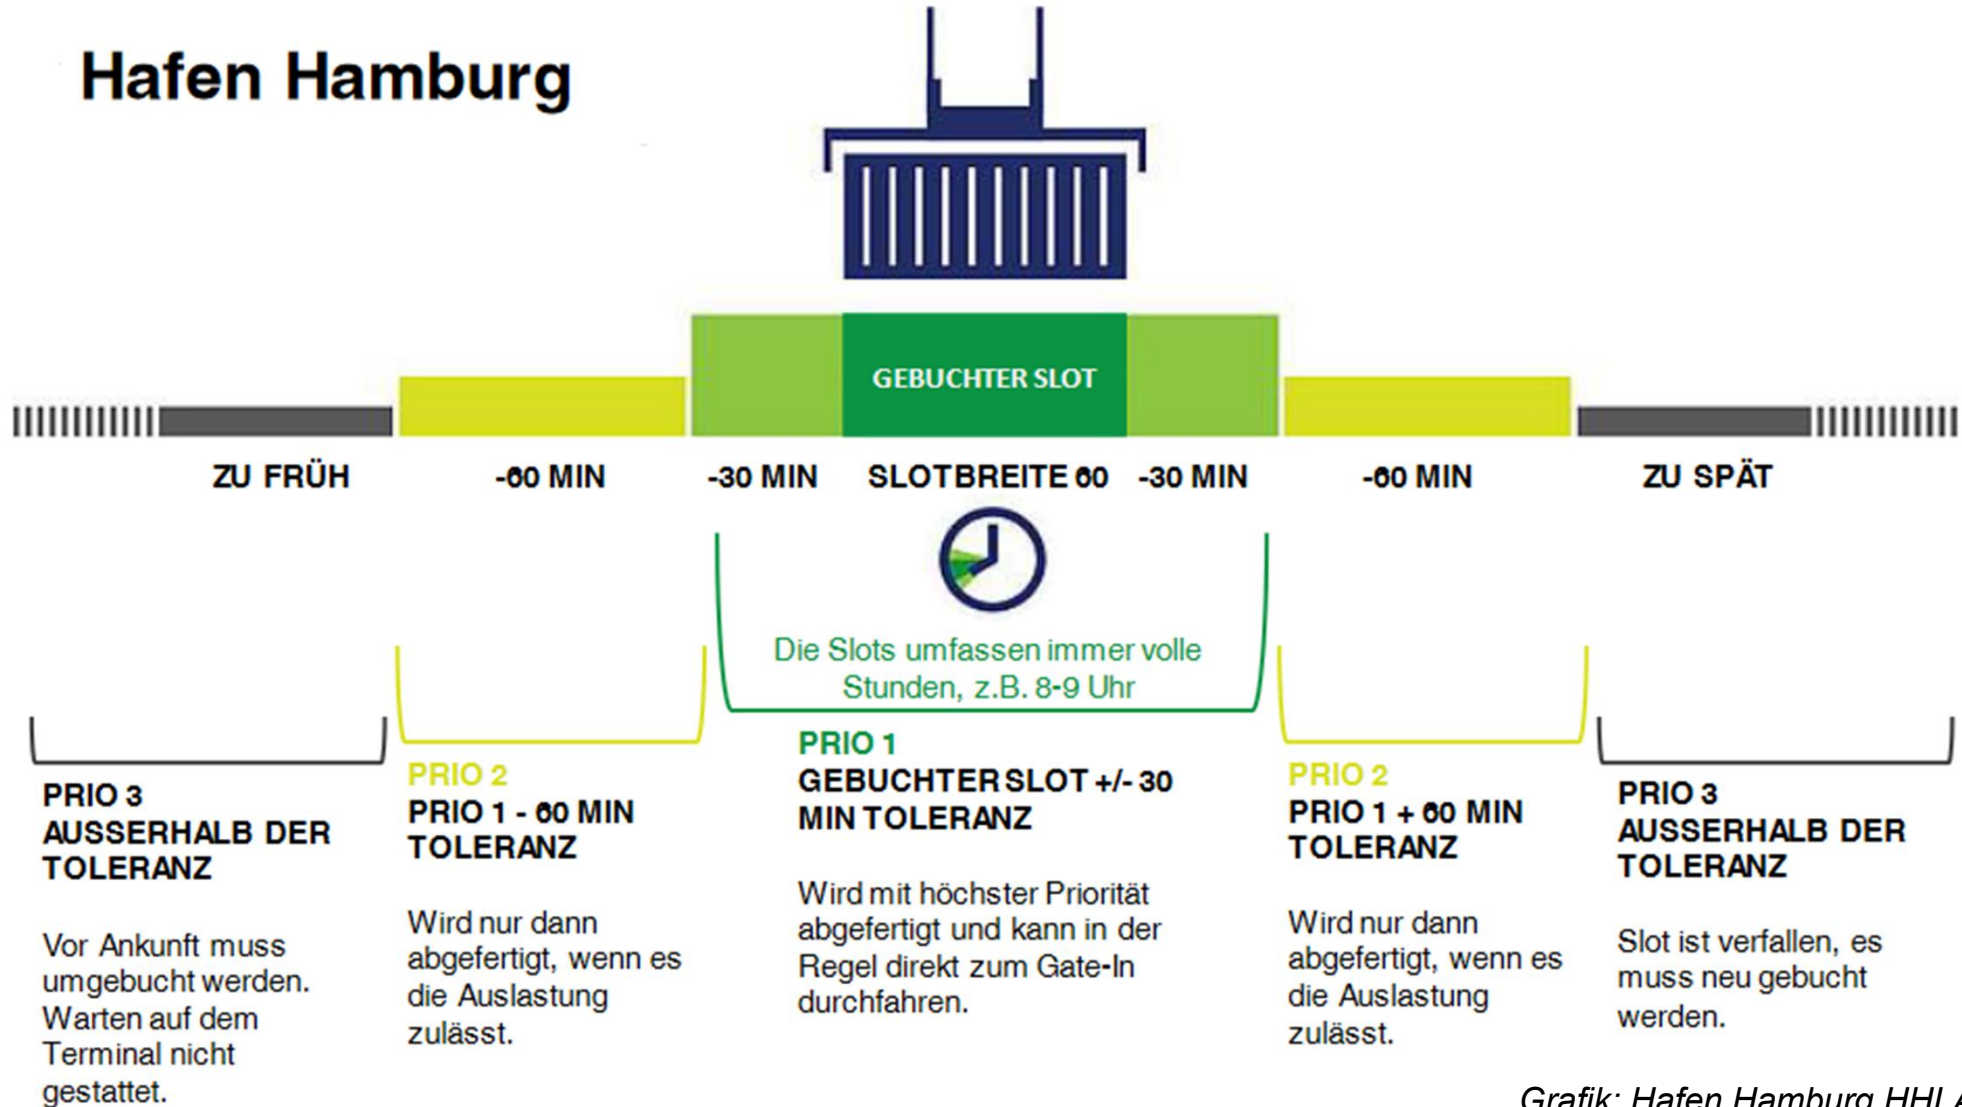 Hafen Hamburg
GEBUCHTER SLOT
ZU FRÜH
-60 MIN
-30 MIN
SLOTBREITE 60
-30 MIN
-60 MIN
ZU SPÄT
Die Slots umfassen immer volle
Stunden, z.B. 8-9 Uhr
PRIO 3
AUSSERHALB DER
TOLERANZ
Vor Ankunft muss
umgebucht werden.
Warten auf dem
Terminal nicht
gestattet.
PRIO 2
PRIO 1 - 60 MIN
TOLERANZ
Wird nur dann
abgefertigt, wenn es
die Auslastung
zulässt.
PRIO 1
GEBUCHTER SLOT +/- 30
MIN TOLERANZ
Wird mit höchster Priorität
abgefertigt und kann in der
Regel direkt zum Gate-In
durchfahren.
PRIO 2
PRIO 1 + 60 MIN
TOLERANZ
Wird nur dann
abgefertigt, wenn es
die Auslastung
zulässt.
PRIO 3
AUSSERHALB DER
TOLERANZ
Slot ist verfallen, es
muss neu gebucht
werden.
Grafik: Hafen Hamburg HHLA